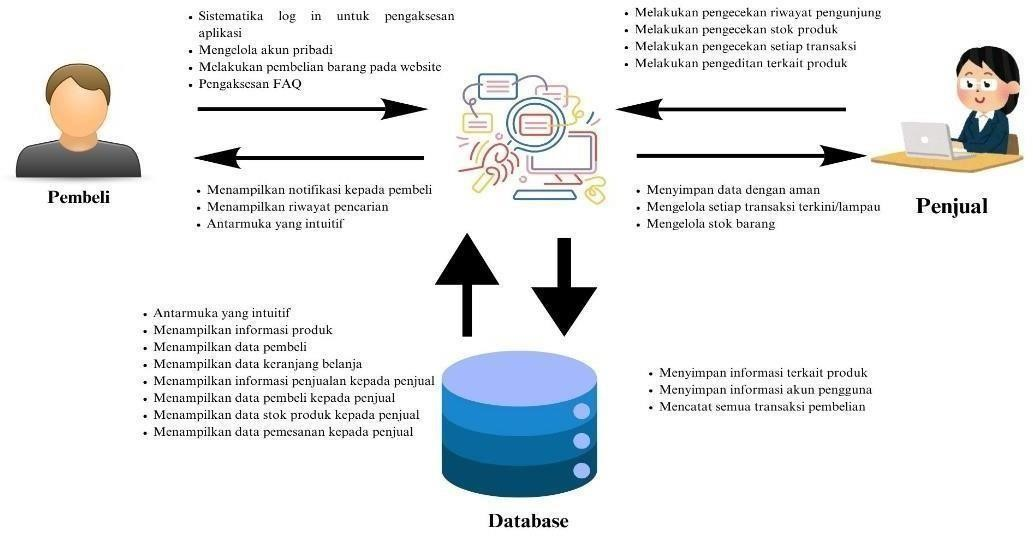 • Sistematika log in untuk pengaksesan
aplikasi
• Mengelola akun pribadi
• Melakukan pembelian barang pada website
• Pengaksesan FAQ
• Melakukan pengecekan riwayat pengunjung
• Melakukan pengecekan stok produk
• Melakukan pengecekan setiap transaksi
• Melakukan pengeditan terkait produk
Pembeli
• Menampilkan notifikasi kepada pembeli
• Menampilkan riwayat pencarian
• Antarmuka yang intuitif
• Menyimpan data dengan aman
• Mengelola setiap transaksi terkini/lampau
• Mengelola stok barang
Penjual
• Antarmuka yang intuitif
• Menampilkan informasi produk
• Menampilkan data pembeli
• Menampilkan data keranjang belanja
• Menampilkan informasi penjualan kepada penjual
• Menampilkan data pembeli kepada penjual
• Menampilkan data stok produk kepada penjual
• Menampilkan data pemesanan kepada penjual
• Menyimpan informasi terkait produk
• Menyimpan informasi akun pengguna
• Mencatat semua transaksi pembelian
Database